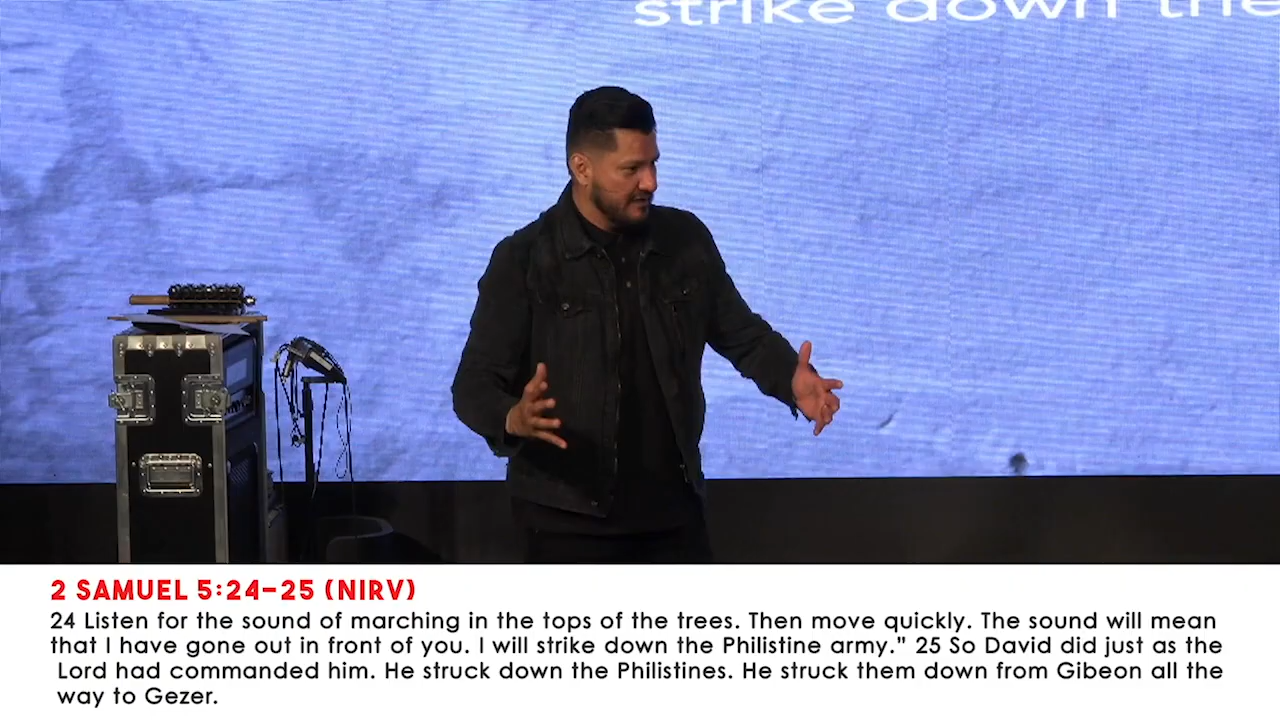 strike down the
2 SAMUEL 5:24-25 (NIRV)
24 Listen for the sound of marching in the tops of the trees. Then move quickly. The sound will mean
that I have gone out in front of you. I will strike down the Philistine army.” 25 So David did just as the
Lord had commanded him. He struck down the Philistines. He struck them down from Gibeon all the
way to Gezer.